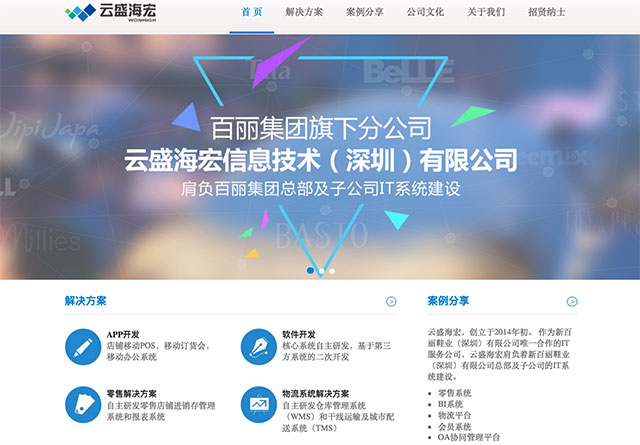 云盛海宏
WONHIGH
首 页 解决方案 案例分享 公司文化 关于我们 招贤纳士
Tata
BeLLE
JipiJapa
百丽集团旗下分公司
云盛海宏信息技术（深圳）有限公司
肩负百丽集团总部及子公司IT系统建设
Millies
BASTO
解决方案
APP开发
店铺移动POS，移动订货会，
移动办公系统
软件开发
核心系统自主研发，基于第三
方系统的二次开发
零售解决方案
自主研发零售店铺进销存管理
系统和报表系统
物流系统解决方案
自主研发仓库管理系统
（WMS）和干线运输及城市配
送系统（TMS）
案例分享
云盛海宏，创立于2014年初。 作为新百
丽鞋业（深圳）有限公司唯一合作的IT
服务公司，云盛海宏肩负着新百丽鞋业
（深圳）有限公司总部及子公司的IT系
统建设。
零售系统
BI系统
物流平台
会员系统
OA协同管理平台